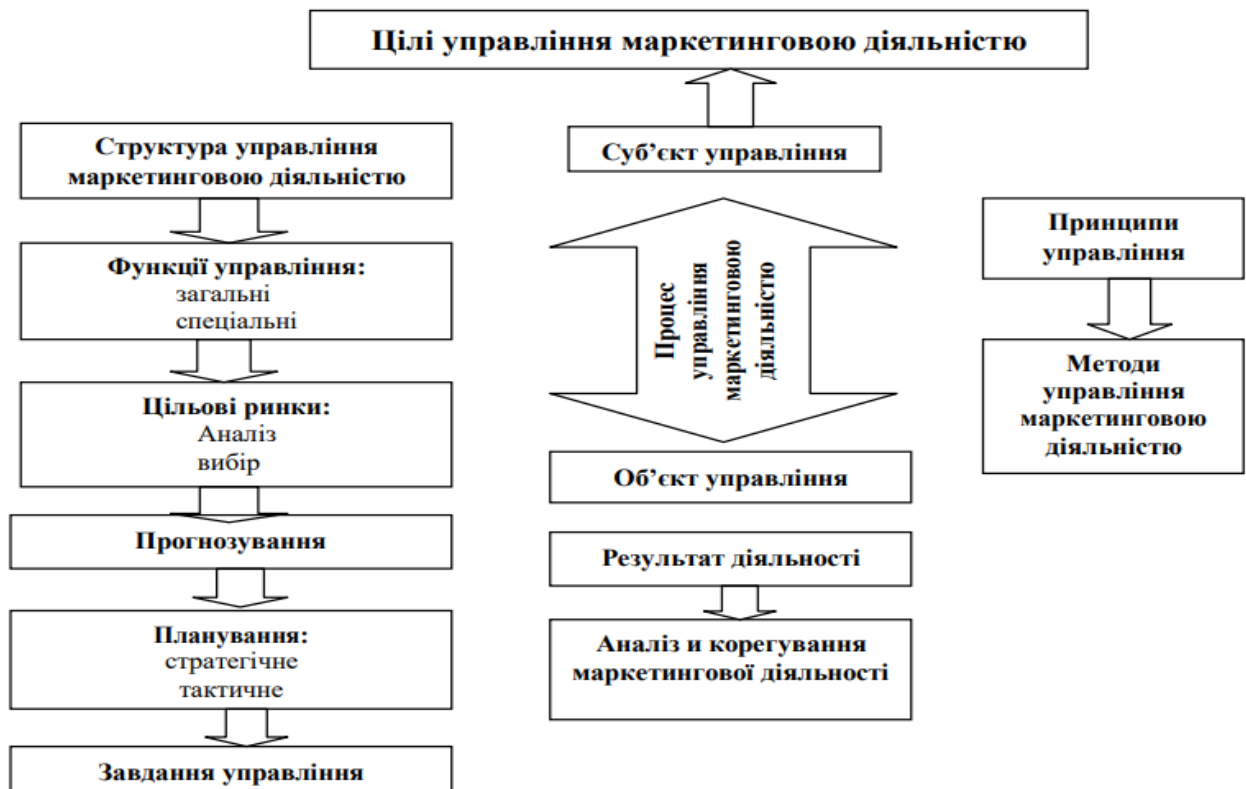 Цілі управління маркетинговою діяльністю
Структура управління
маркетинговою діяльністю
Функції управління:
загальні
спеціальні
Цільові ринки:
Аналіз
вибір
Прогнозування
Планування:
стратегічне
тактичне
Завдання управління
Суб’єкт управління
Процес
управління
маркетинговою
діяльністю
Об’єкт управління
Результат діяльності
Аналіз и корегування
маркетингової діяльності
Принципи
управління
Методи
управління
маркетинговою
діяльністю